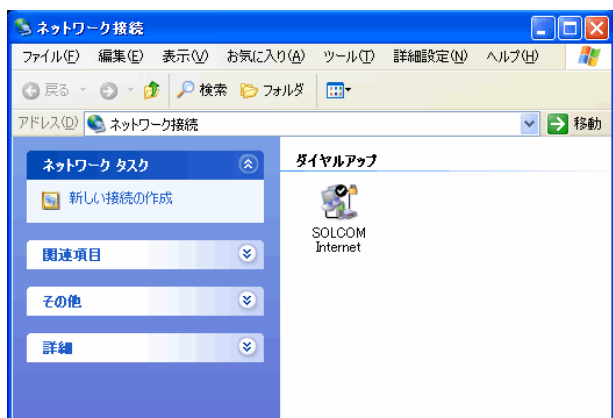 ネットワーク接続
ファイル(F) 編集(E) 表示(V) お気に入り(A) ツール(T) 詳細設定(N) ヘルプ(H)
戻る 検索 フォルダ
アドレス(D) ネットワーク接続 移動
ネットワーク タスク
新しい接続の作成
関連項目
その他
詳細
ダイヤルアップ
SOLCOM
Internet